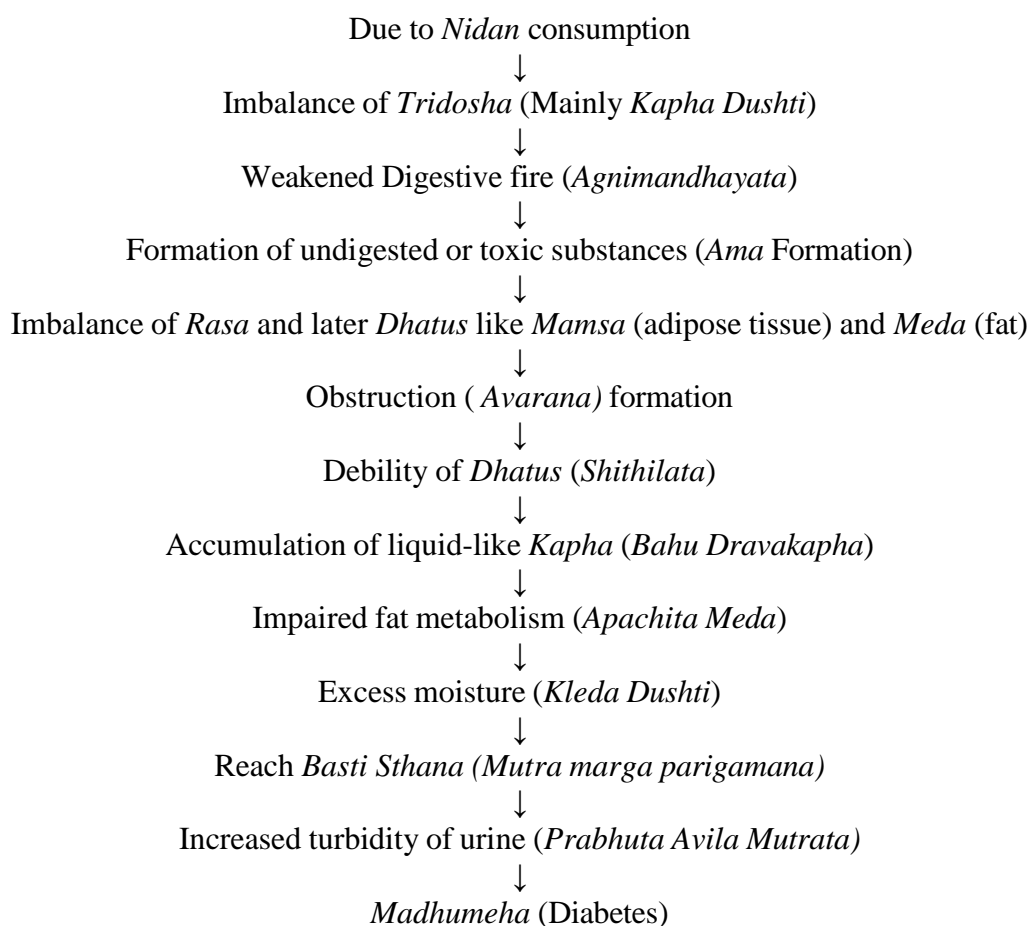 Due to Nidan consumption
↓
Imbalance of Tridosha (Mainly Kapha Dushti)
↓
Weakened Digestive fire (Agnimandhayata)
↓
Formation of undigested or toxic substances (Ama Formation)
↓
Imbalance of Rasa and later Dhatus like Mamsa (adipose tissue) and Meda (fat)
↓
Obstruction ( Avarana) formation
↓
Debility of Dhatus (Shithilata)
↓
Accumulation of liquid-like Kapha (Bahu Dravakapha)
↓
Impaired fat metabolism (Apachita Meda)
↓
Excess moisture (Kleda Dushti)
↓
Reach Basti Sthana (Mutra marga parigamana)
↓
Increased turbidity of urine (Prabhuta Avila Mutrata)
↓
Madhumeha (Diabetes)